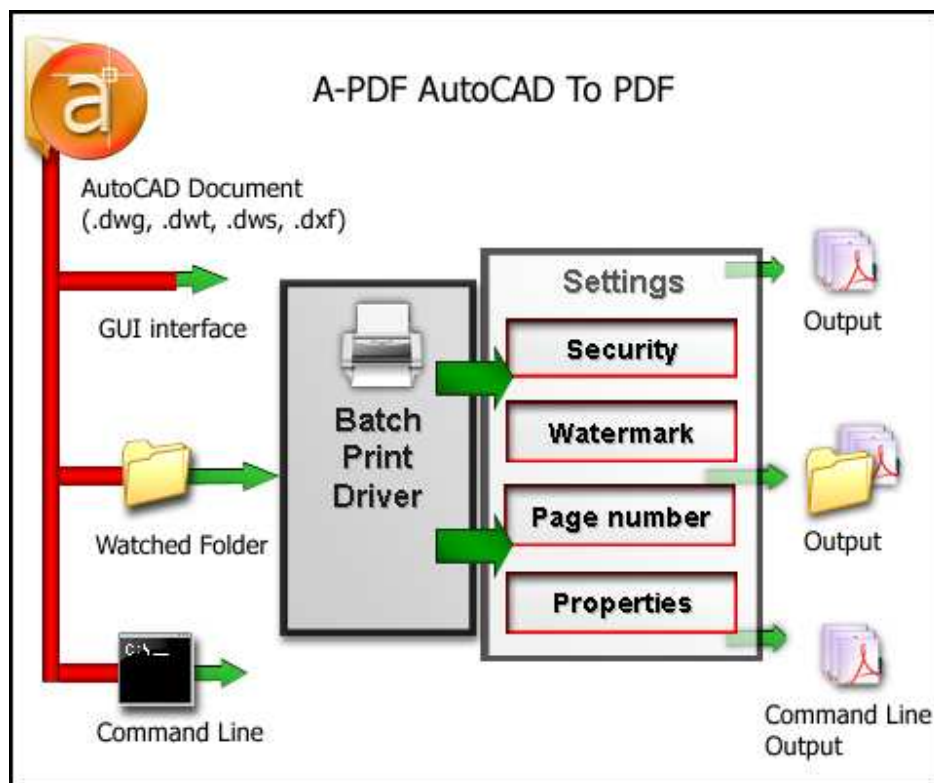 A-PDF AutoCAD To PDF
a
AutoCAD Document
(.dwg, .dwt, .dws, .dxf)
GUI interface
Watched Folder
C:\_
Command Line
Batch
Print
Driver
Settings
Security
Watermark
Page number
Properties
Output
Output
Command Line
Output